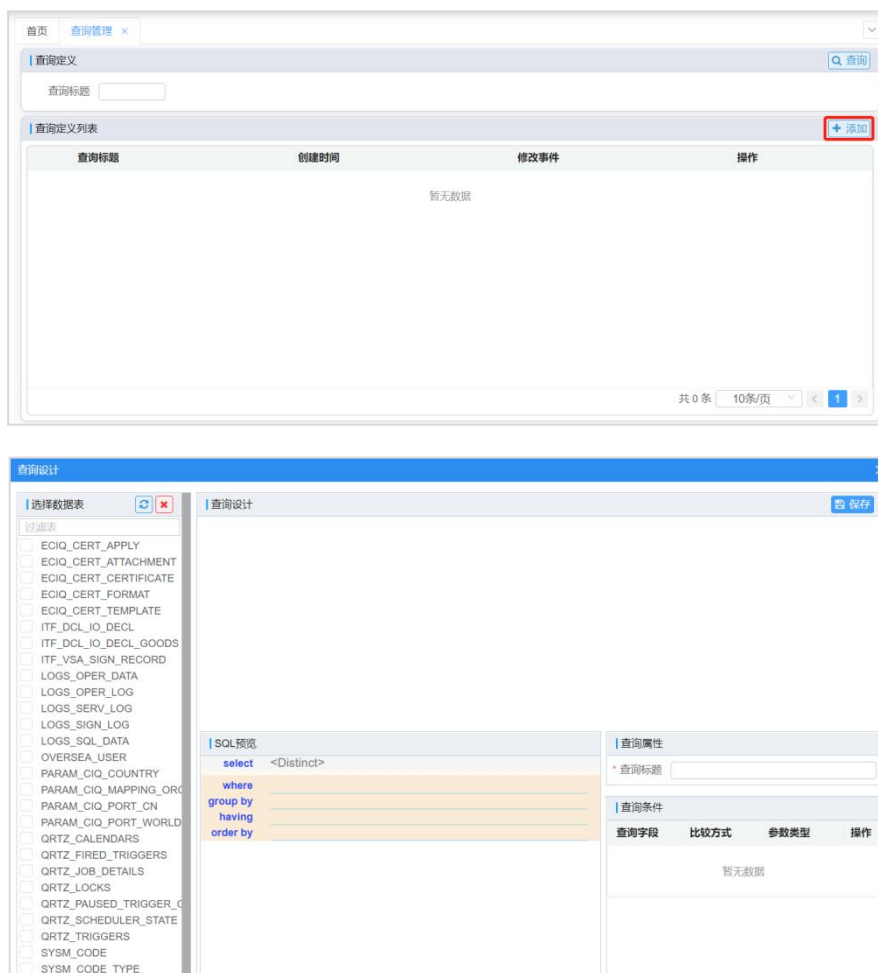 首页 查询管理 ×
查询定义 查询
查询标题
查询定义列表 + 添加
查询标题 创建时间 修改事件 操作
暂无数据
共 0 条 10条/页 < 1 >
查询设计
选择数据表 查询设计 保存
过滤表
ECIQ_CERT_APPLY
ECIQ_CERT_ATTACHMENT
ECIQ_CERT_CERTIFICATE
ECIQ_CERT_FORMAT
ECIQ_CERT_TEMPLATE
ITF_DCL_IO_DECL
ITF_DCL_IO_DECL_GOODS
ITF_VSA_SIGN_RECORD
LOGS_OPER_DATA
LOGS_OPER_LOG
LOGS_SERV_LOG
LOGS_SIGN_LOG
LOGS_SQL_DATA
OVERSEA_USER
PARAM_CIQ_COUNTRY
PARAM_CIQ_MAPPING_ORG
PARAM_CIQ_PORT_CN
PARAM_CIQ_PORT_WORLD
QRTZ_CALENDARS
QRTZ_FIRED_TRIGGERS
QRTZ_JOB_DETAILS
QRTZ_LOCKS
QRTZ_PAUSED_TRIGGER_G
QRTZ_SCHEDULER_STATE
QRTZ_TRIGGERS
SYSM_CODE
SYSM_CODE_TYPE
SQL预览
select <Distinct>
where
group by
having
order by
查询属性
* 查询标题
查询条件
查询字段 比较方式 参数类型 操作
暂无数据